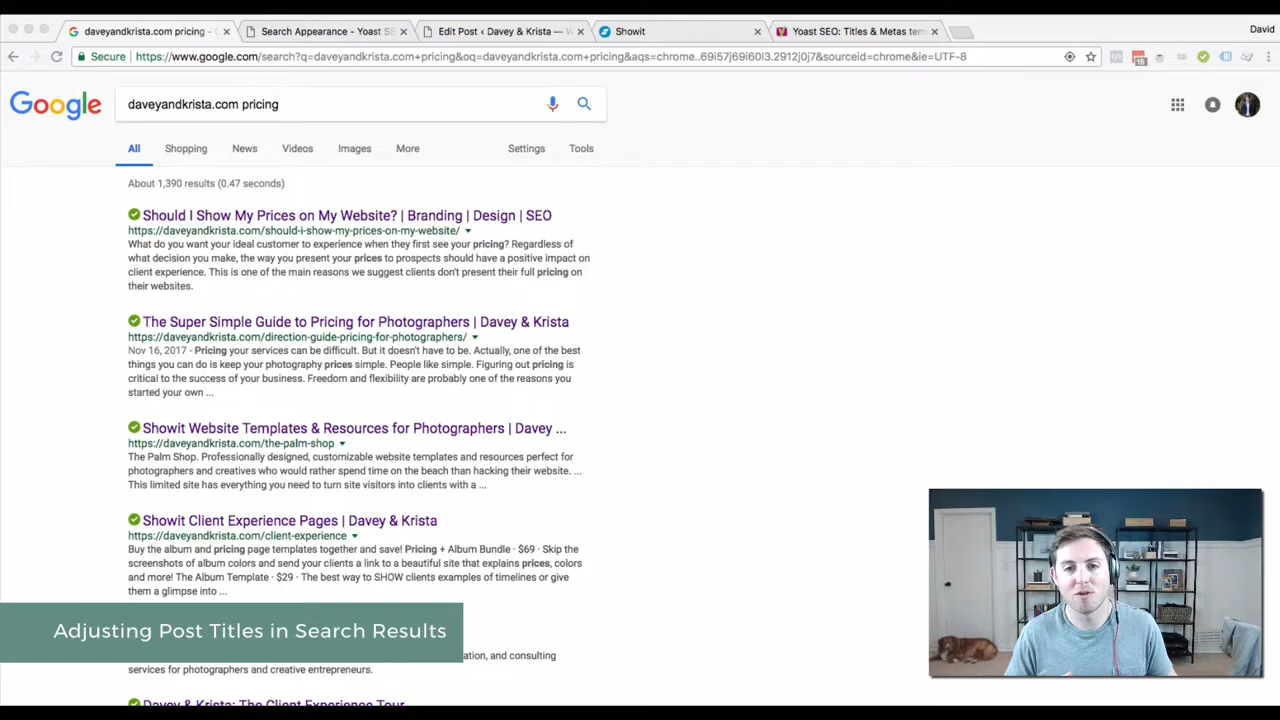 daveyandkrista.com pricing -
Search Appearance - Yoast SE
Edit Post ‹ Davey & Krista —
Showit
Yoast SEO: Titles & Metas tem
David
Secure
https://www.google.com/search?q=daveyandkrista.com+pricing&oq=daveyandkrista.com+pricing&aqs=chrome..69i57j69i60l3.2912j0j7&sourceid=chrome&ie=UTF-8
15
Google
daveyandkrista.com pricing
All
Shopping
News
Videos
Images
More
Settings
Tools
About 1,390 results (0.47 seconds)
Should I Show My Prices on My Website? | Branding | Design | SEO
https://daveyandkrista.com/should-i-show-my-prices-on-my-website/
What do you want your ideal customer to experience when they first see your pricing? Regardless of
what decision you make, the way you present your prices to prospects should have a positive impact on
client experience. This is one of the main reasons we suggest clients don't present their full pricing on
their websites.
The Super Simple Guide to Pricing for Photographers | Davey & Krista
https://daveyandkrista.com/direction-guide-pricing-for-photographers/
Nov 16, 2017 - Pricing your services can be difficult. But it doesn't have to be. Actually, one of the best
things you can do is keep your photography prices simple. People like simple. Figuring out pricing is
critical to the success of your business. Freedom and flexibility are probably one of the reasons you
started your own ...
Showit Website Templates & Resources for Photographers | Davey ...
https://daveyandkrista.com/the-palm-shop
The Palm Shop. Professionally designed, customizable website templates and resources perfect for
photographers and creatives who would rather spend time on the beach than hacking their website. ...
This limited site has everything you need to turn site visitors into clients with a ...
Showit Client Experience Pages | Davey & Krista
https://daveyandkrista.com/client-experience
Buy the album and pricing page templates together and save! Pricing + Album Bundle · $69 · Skip the
screenshots of album colors and send your clients a link to a beautiful site that explains prices, colors
and more! The Album Template · $29 · The best way to SHOW clients examples of timelines or give
them a glimpse into ...
Adjusting Post Titles in Search Results
ation, and consulting
services for photographers and creative entrepreneurs.
Davey & Krista: The Client Experience Tour